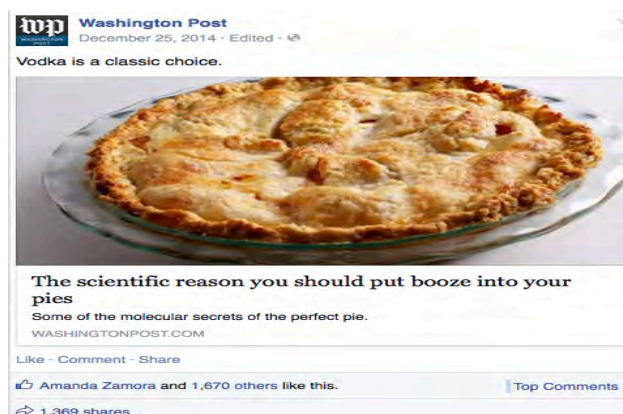 wp
WASHINGTON
POST
Washington Post
December 25, 2014 · Edited ·
Vodka is a classic choice.
The scientific reason you should put booze into your
pies
Some of the molecular secrets of the perfect pie.
WASHINGTONPOST.COM
Like · Comment · Share
Amanda Zamora and 1,670 others like this.
Top Comments
1,369 shares